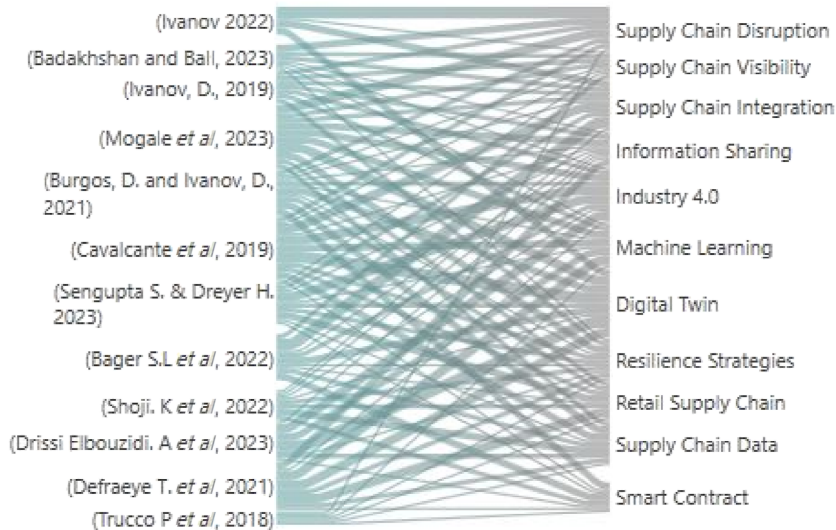 (Ivanov 2022)
(Badakhshan and Ball, 2023)
(Ivanov, D., 2019)
(Mogale et al, 2023)
(Burgos, D. and Ivanov, D.,
2021)
(Cavalcante et al, 2019)
(Sengupta S. & Dreyer H.
2023)
(Bager S.L et al, 2022)
(Shoji. K et al, 2022)
(Drissi Elbouzidi. A et al, 2023)
(Defraeye T. et al, 2021)
(Trucco P et al, 2018)
Supply Chain Disruption
Supply Chain Visibility
Supply Chain Integration
Information Sharing
Industry 4.0
Machine Learning
Digital Twin
Resilience Strategies
Retail Supply Chain
Supply Chain Data
Smart Contract